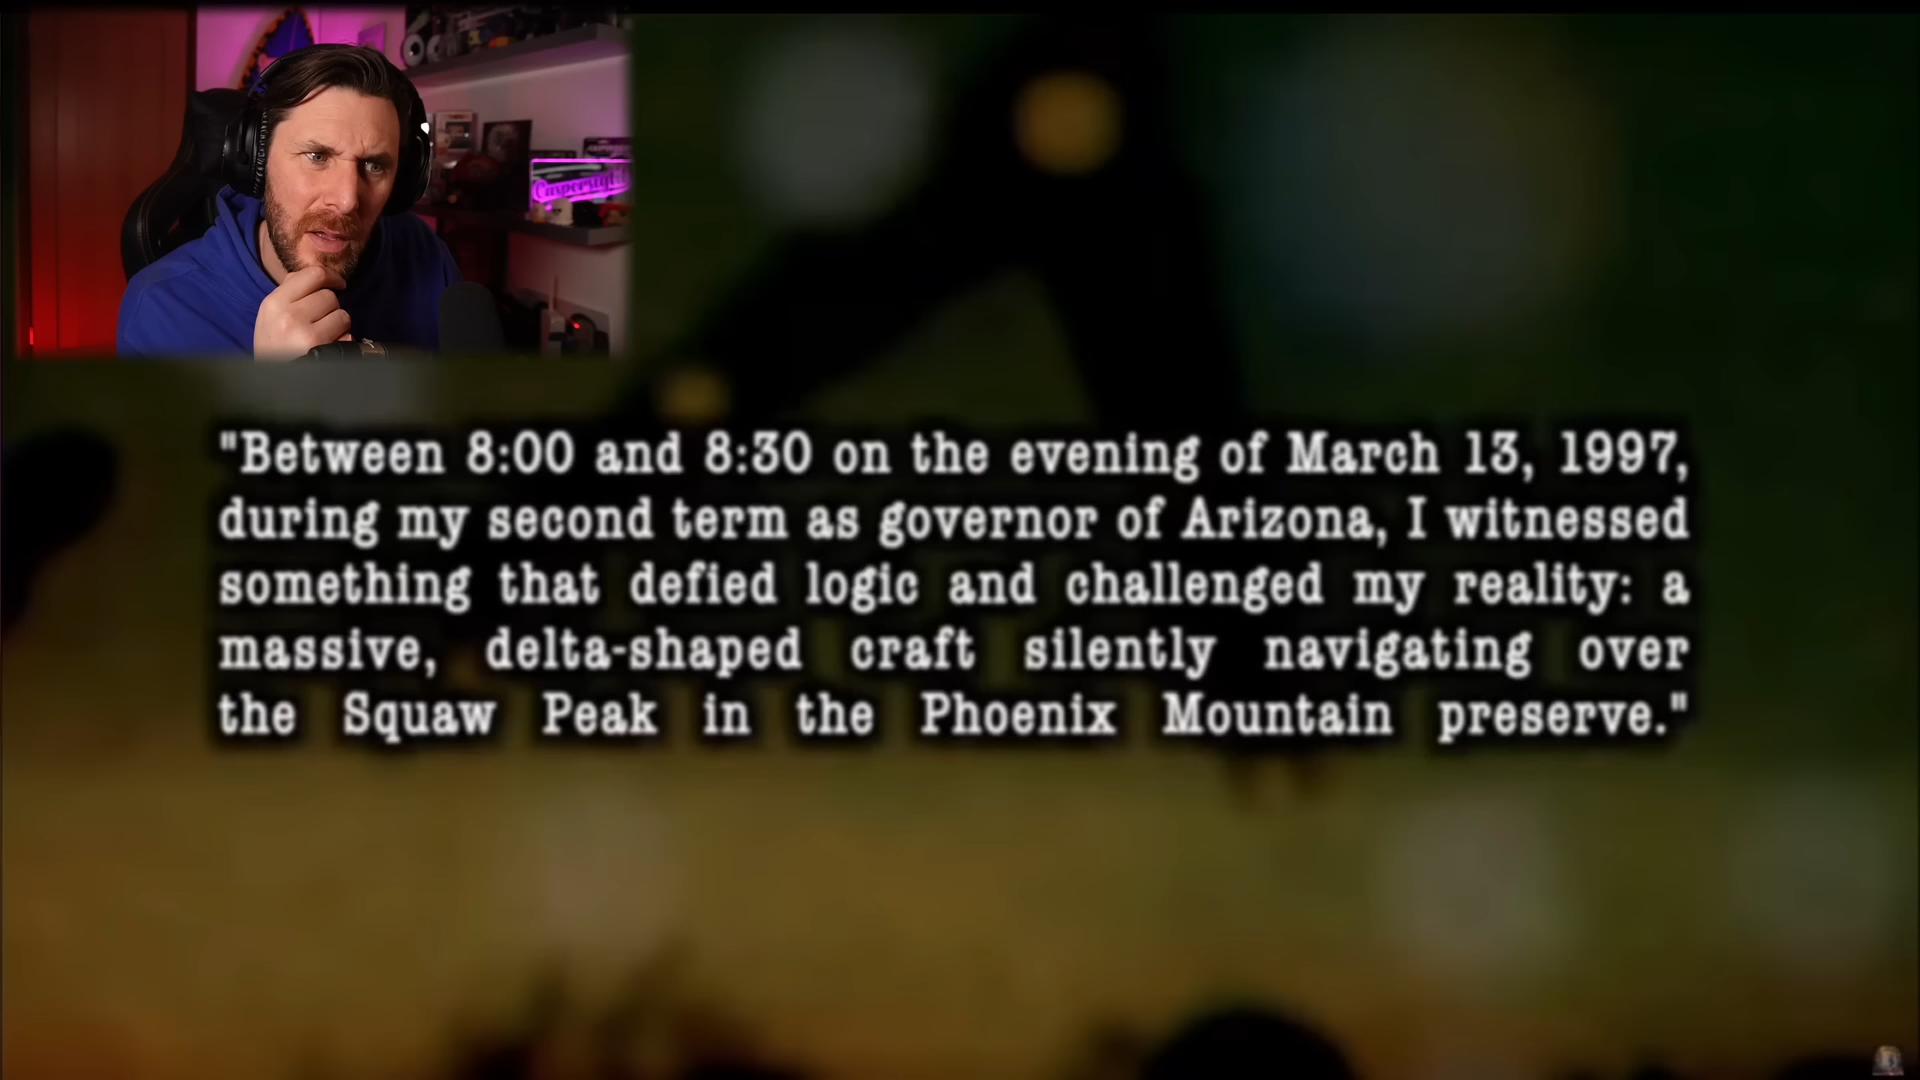 "Between 8:00 and 8:30 on the evening of March 13, 1997,
during my second term as governor of Arizona, I witnessed
something that defied logic and challenged my reality: a
massive, delta-shaped craft silently navigating over
the Squaw Peak in the Phoenix Mountain preserve."